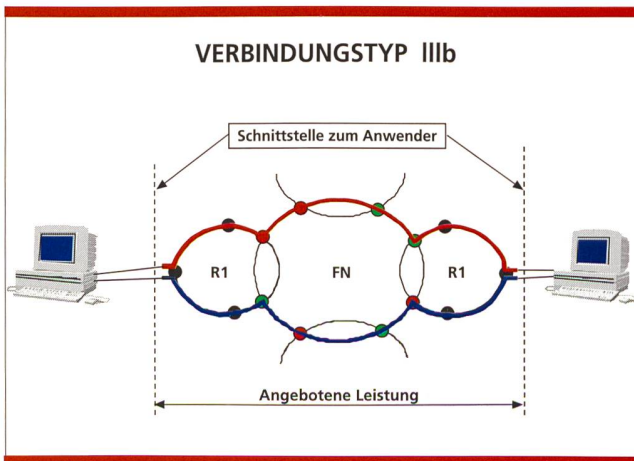 VERBINDUNGSTYP IIIb
Schnittstelle zum Anwender
R1
FN
R1
Angebotene Leistung